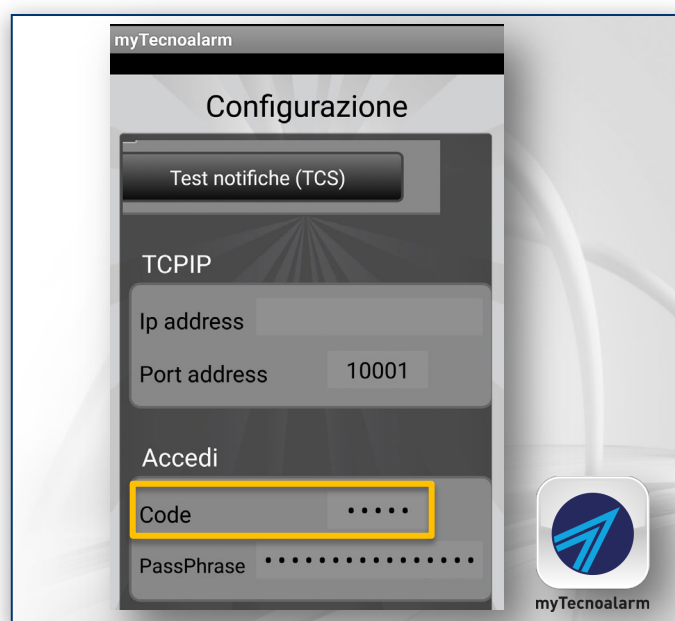 myTecnoalarm
Configurazione
Test notifiche (TCS)
TCPIP
Ip address
Port address 10001
Accedi
Code •••••
PassPhrase ••••••••••••••••
myTecnoalarm